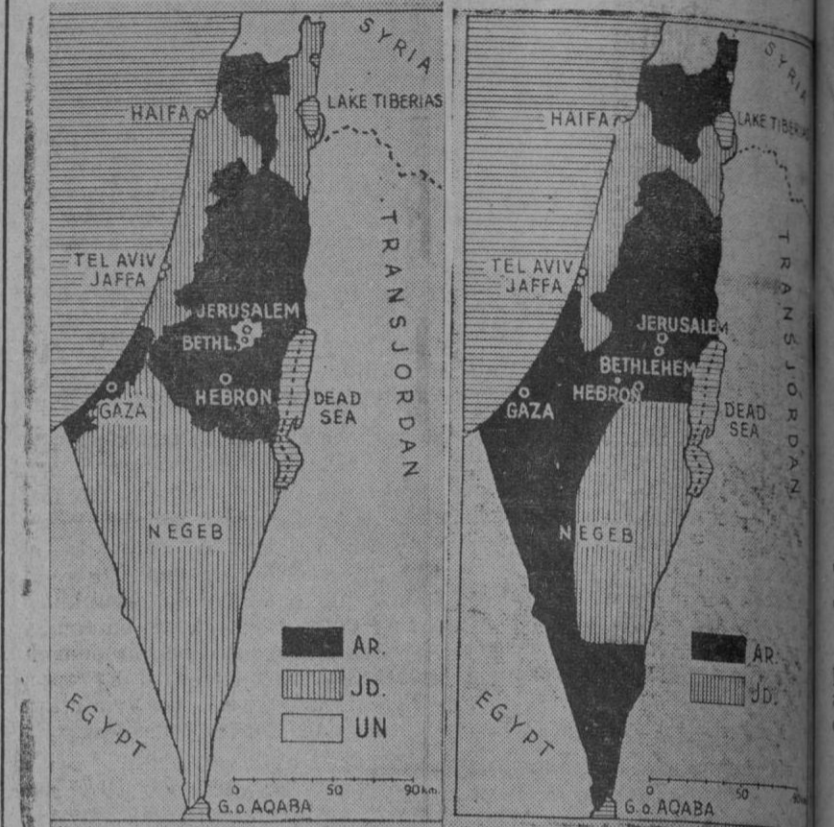 SYRIA
HAIFA
LAKE TIBERIAS
TRANSJORDAN
TEL AVIV
JAFFA
JERUSALEM
BETHL.
HEBRON
GAZA
DEAD
SEA
NEGEB
AR.
JD.
UN
EGYPT
0 50 90 km.
G.o. AQABA
SYRIA
HAIFA
LAKE TIBERIAS
TRANSJORDAN
TEL AVIV
JAFFA
JERUSALEM
BETHLEHEM
HEBRON
GAZA
DEAD
SEA
NEGEB
AR.
JD.
EGYPT
0 50
G.o. AQABA